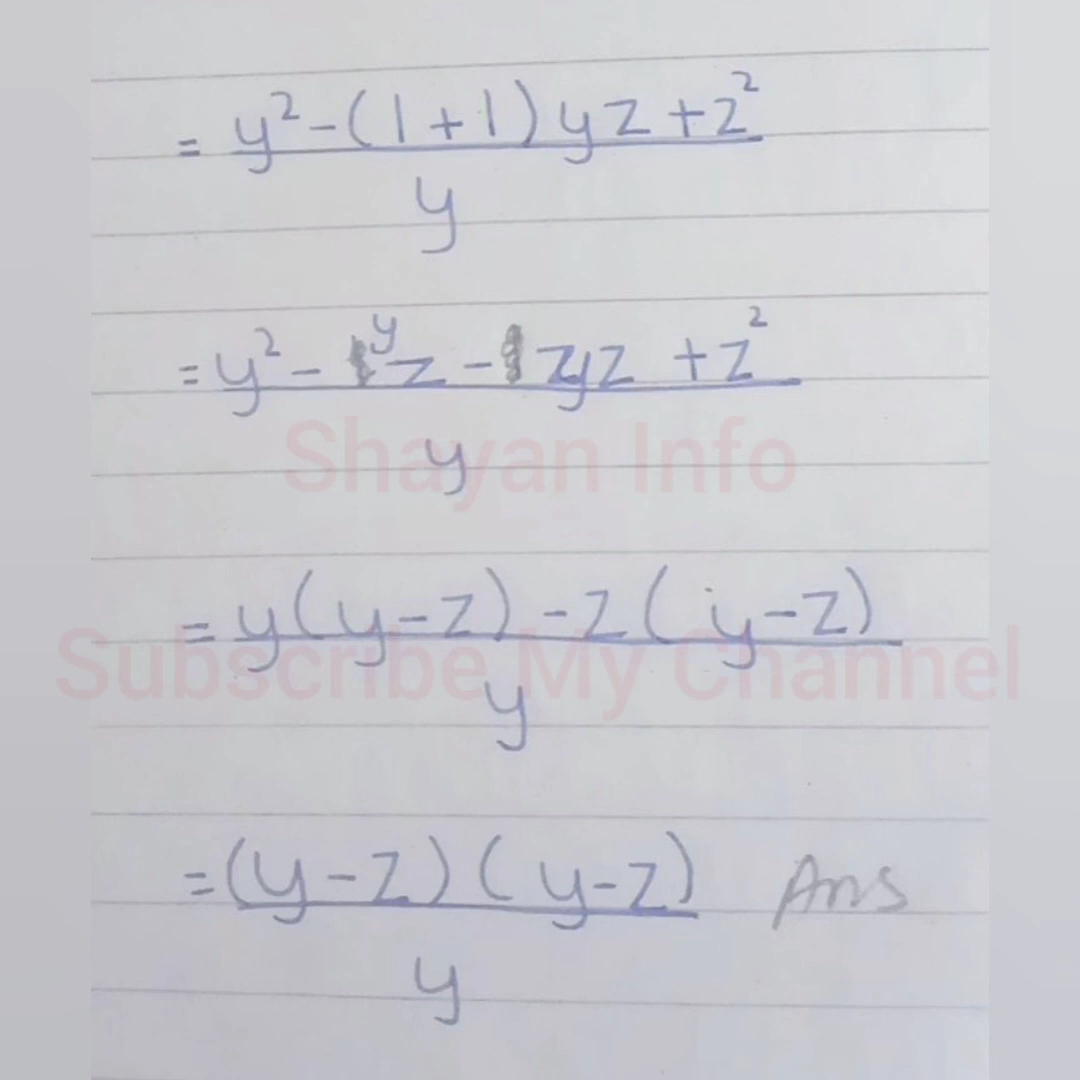 = y² - (1+1) yz + z²
y
= y² - yz - zyz + z²
y
Shayan Info
= y(y-z) - z(y-z)
Subscribe My Channel
y
= (y-z)(y-z) Ans
y